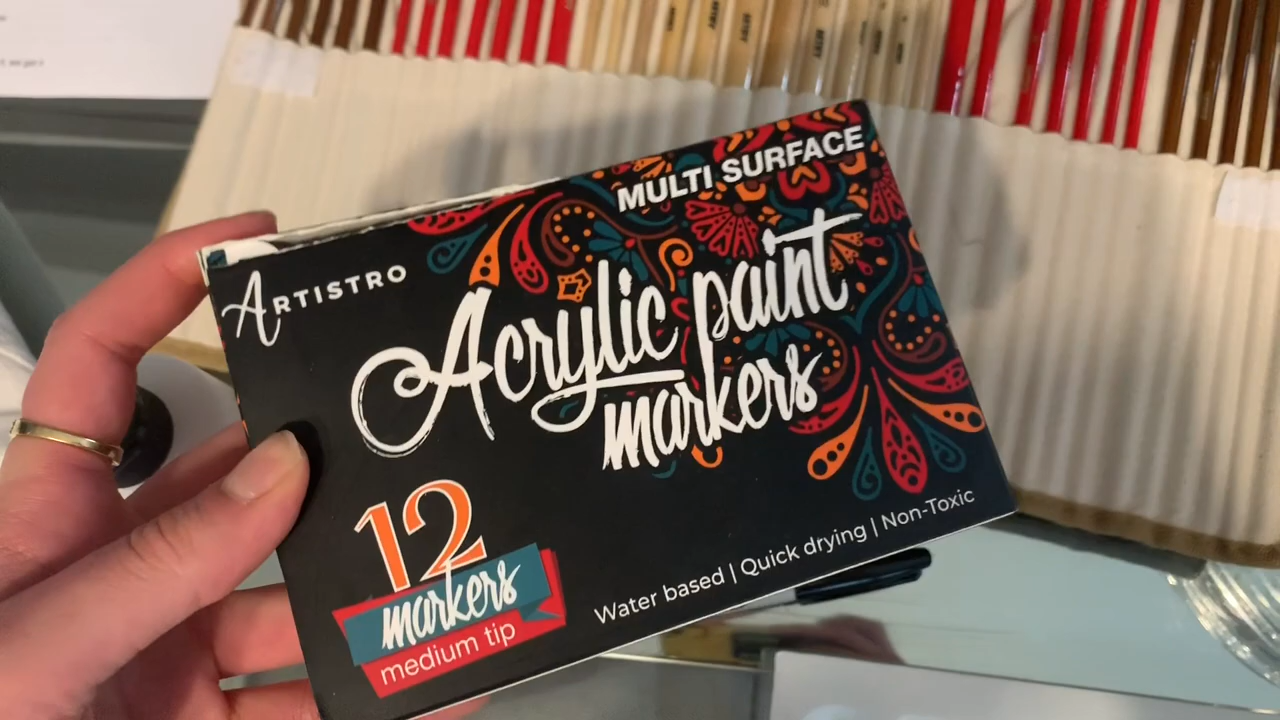 MULTI SURFACE
ARTISTRO
Acrylic paint
markers
12
markers
medium tip
Water based | Quick drying | Non-Toxic